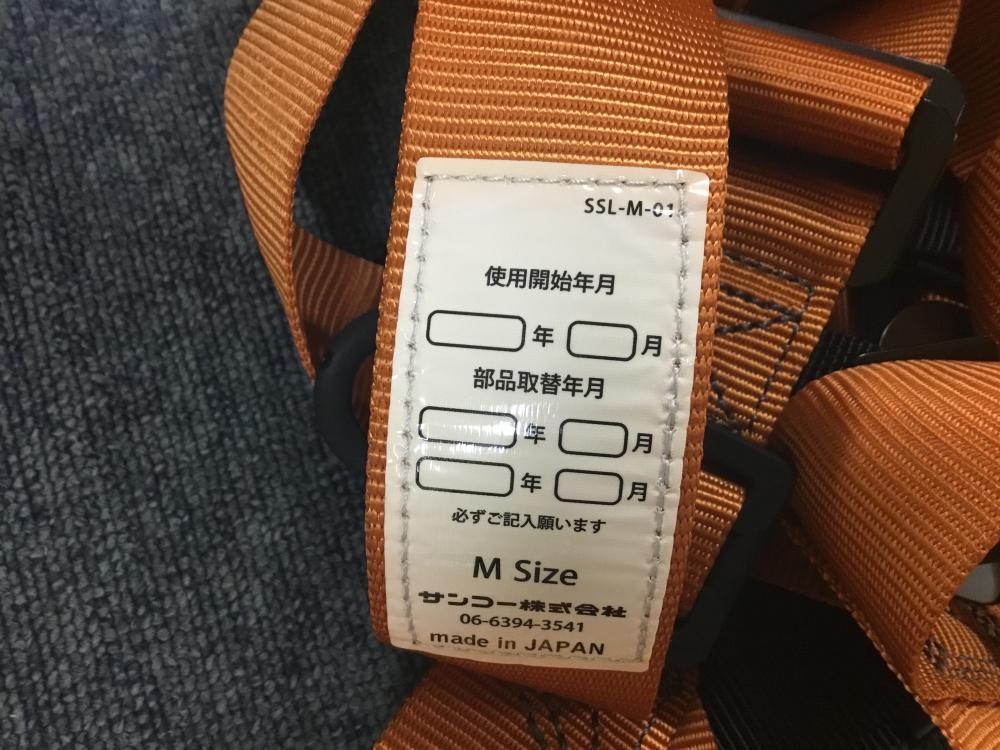 SSL-M-01
使用開始年月
年 月
部品取替年月
年 月
年 月
必ずご記入願います
M Size
サンコー株式会社
06-6394-3541
made in JAPAN